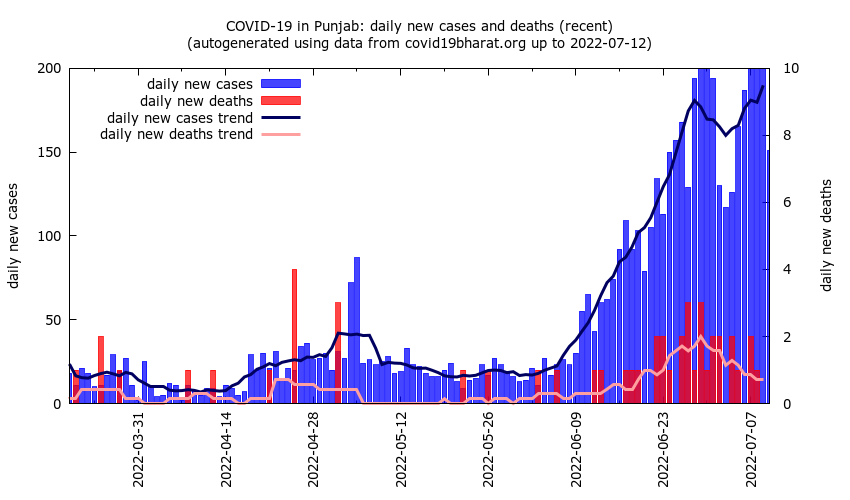 COVID-19 in Punjab: daily new cases and deaths (recent)
(autogenerated using data from covid19bharat.org up to 2022-07-12)
daily new cases
daily new deaths
daily new cases trend
daily new deaths trend
daily new cases
200
150
100
50
0
daily new deaths
10
8
6
4
2
0
2022-03-31
2022-04-14
2022-04-28
2022-05-12
2022-05-26
2022-06-09
2022-06-23
2022-07-07